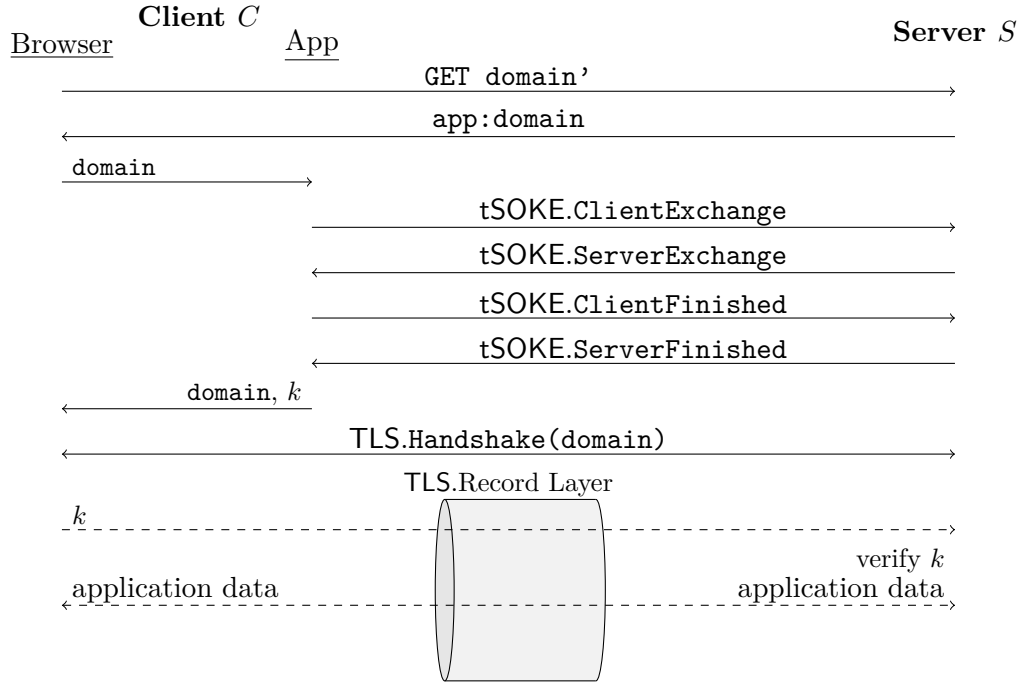 Client C
Server S
Browser
App
GET domain'
app:domain
domain
tSOKE.ClientExchange
tSOKE.ServerExchange
tSOKE.ClientFinished
tSOKE.ServerFinished
domain, k
TLS.Handshake(domain)
TLS.Record Layer
k
verify k
application data
application data